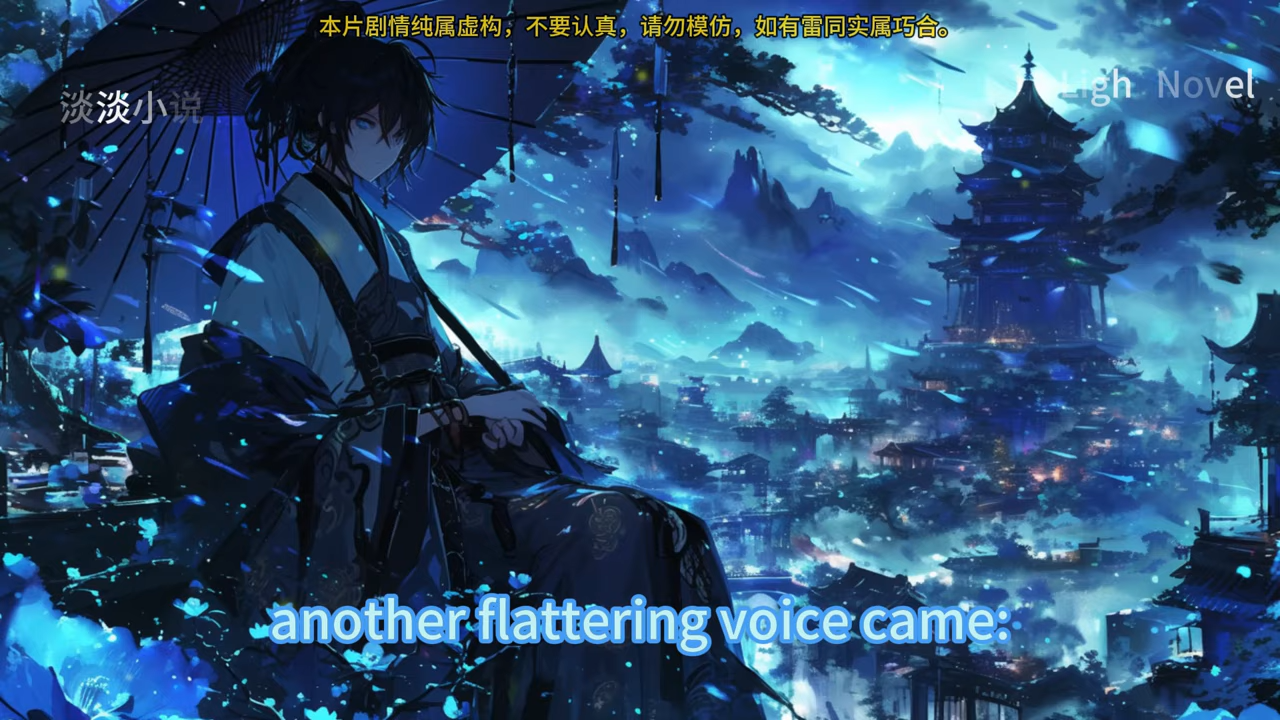 本片剧情纯属虚构，不要认真，请勿模仿，如有雷同实属巧合。
淡淡小说
Ligh Novel
another flattering voice came: